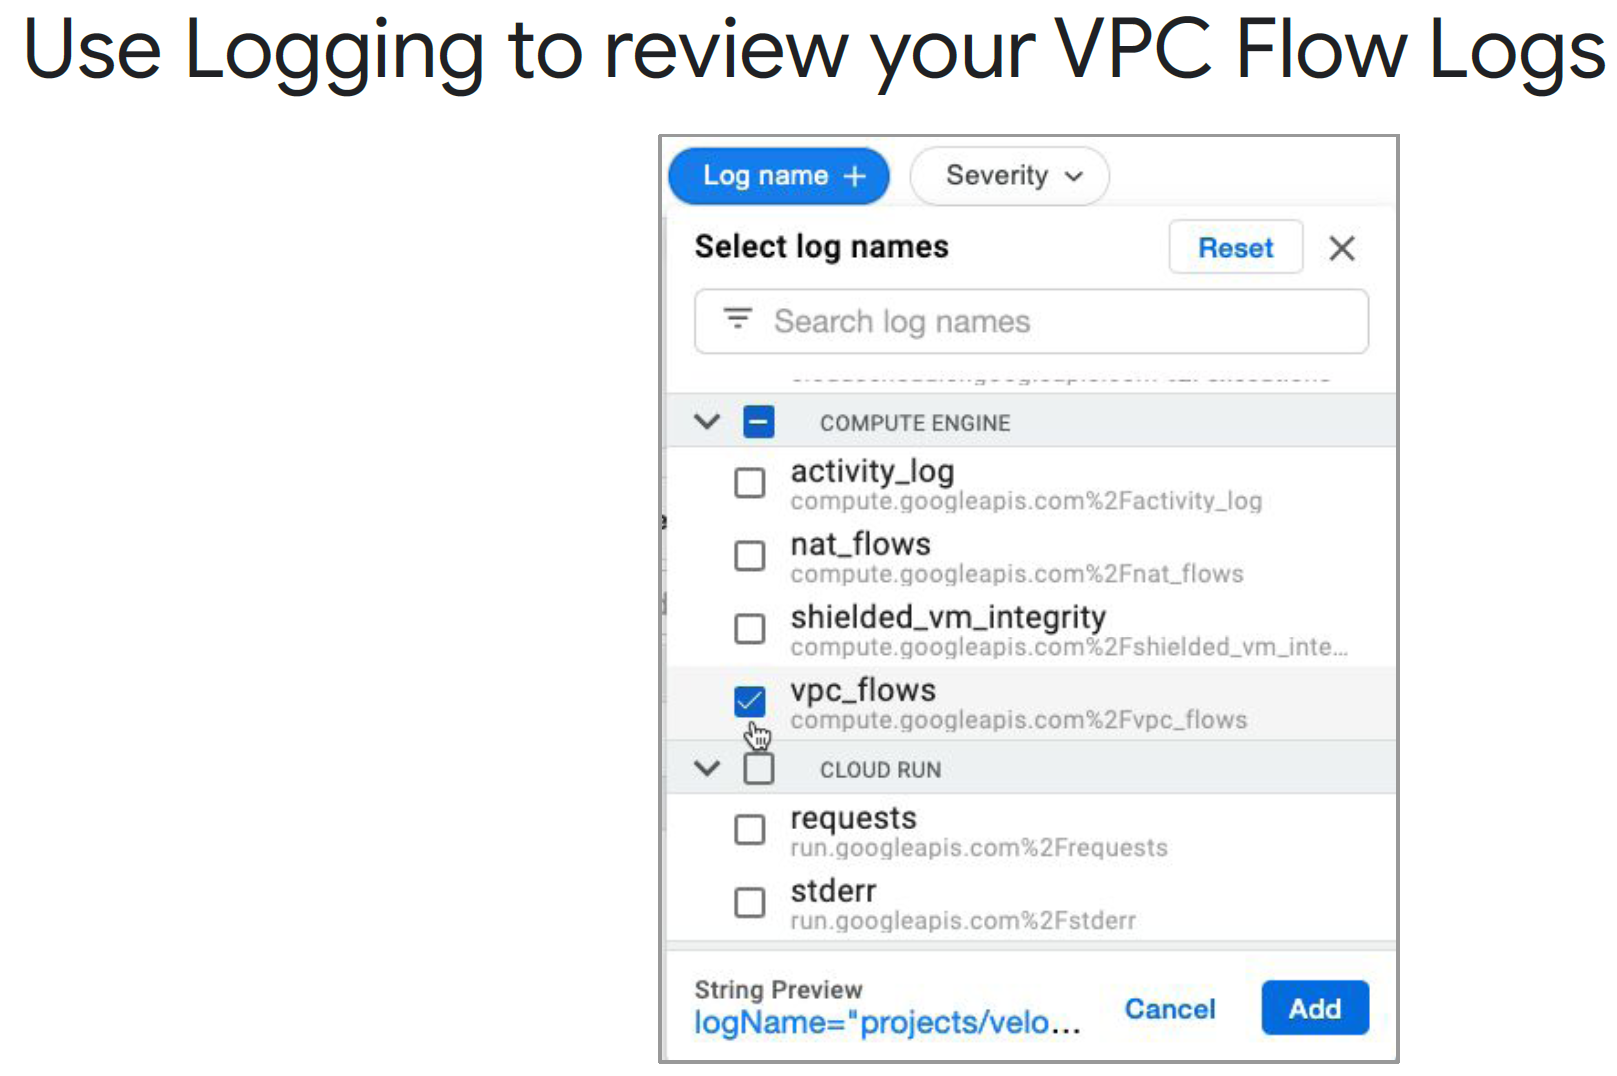 Use Logging to review your VPC Flow Logs
Log name +
Severity
Select log names
Reset
Search log names
COMPUTE ENGINE
activity_log
compute.googleapis.com%2Factivity_log
nat_flows
compute.googleapis.com%2Fnat_flows
shielded_vm_integrity
compute.googleapis.com%2Fshielded_vm_inte...
vpc_flows
compute.googleapis.com%2Fvpc_flows
CLOUD RUN
requests
run.googleapis.com%2Frequests
stderr
run.googleapis.com%2Fstderr
String Preview
logName="projects/velo...
Cancel
Add